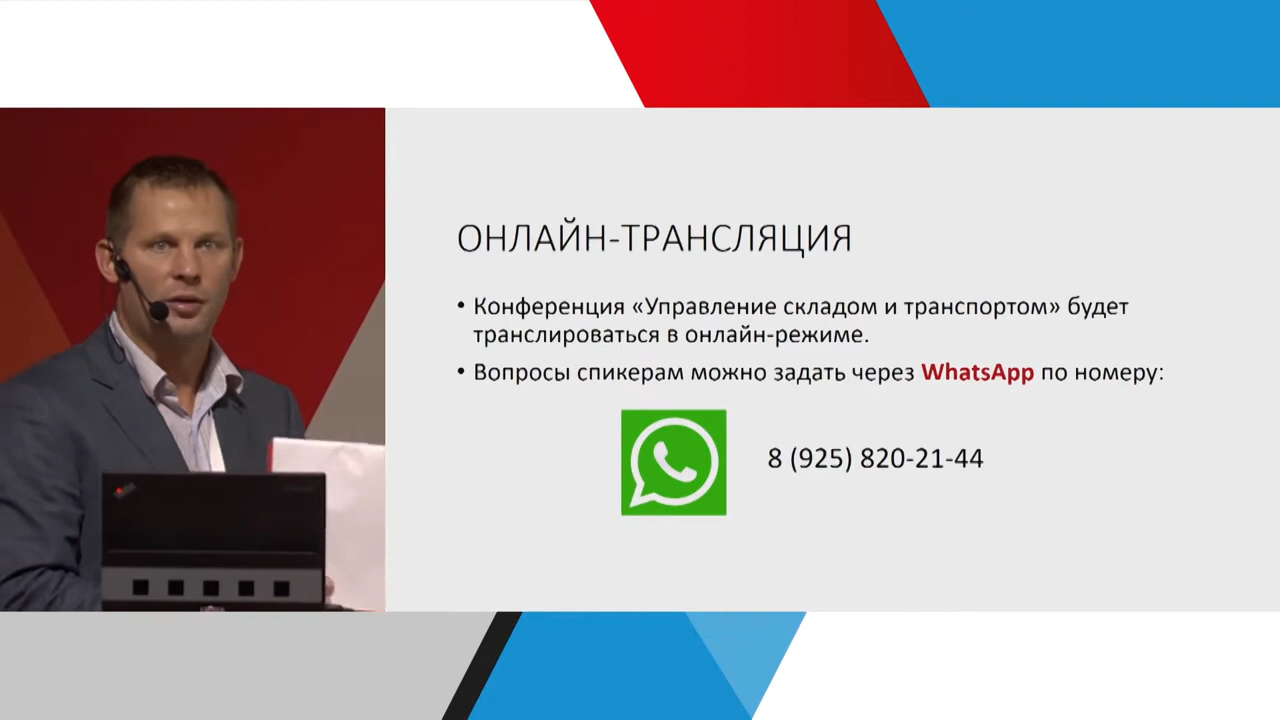 ОНЛАЙН-ТРАНСЛЯЦИЯ
• Конференция «Управление складом и транспортом» будет
транслироваться в онлайн-режиме.
• Вопросы спикерам можно задать через WhatsApp по номеру:
8 (925) 820-21-44